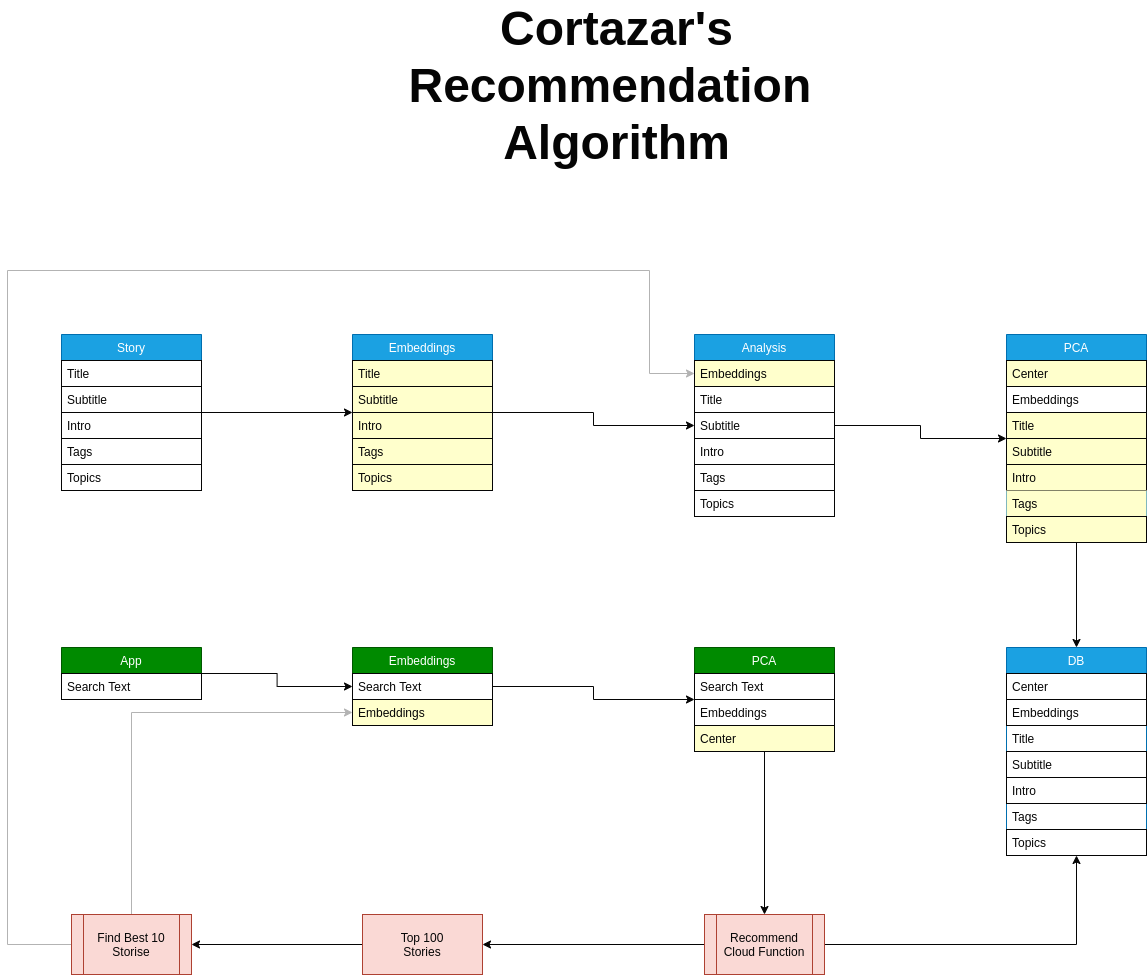 Cortazar's
Recommendation
Algorithm
Story
Title
Subtitle
Intro
Tags
Topics
Embeddings
Title
Subtitle
Intro
Tags
Topics
Analysis
Embeddings
Title
Subtitle
Intro
Tags
Topics
PCA
Center
Embeddings
Title
Subtitle
Intro
Tags
Topics
App
Search Text
Embeddings
Search Text
Embeddings
PCA
Search Text
Embeddings
Center
DB
Center
Embeddings
Title
Subtitle
Intro
Tags
Topics
Find Best 10
Storise
Top 100
Stories
Recommend
Cloud Function